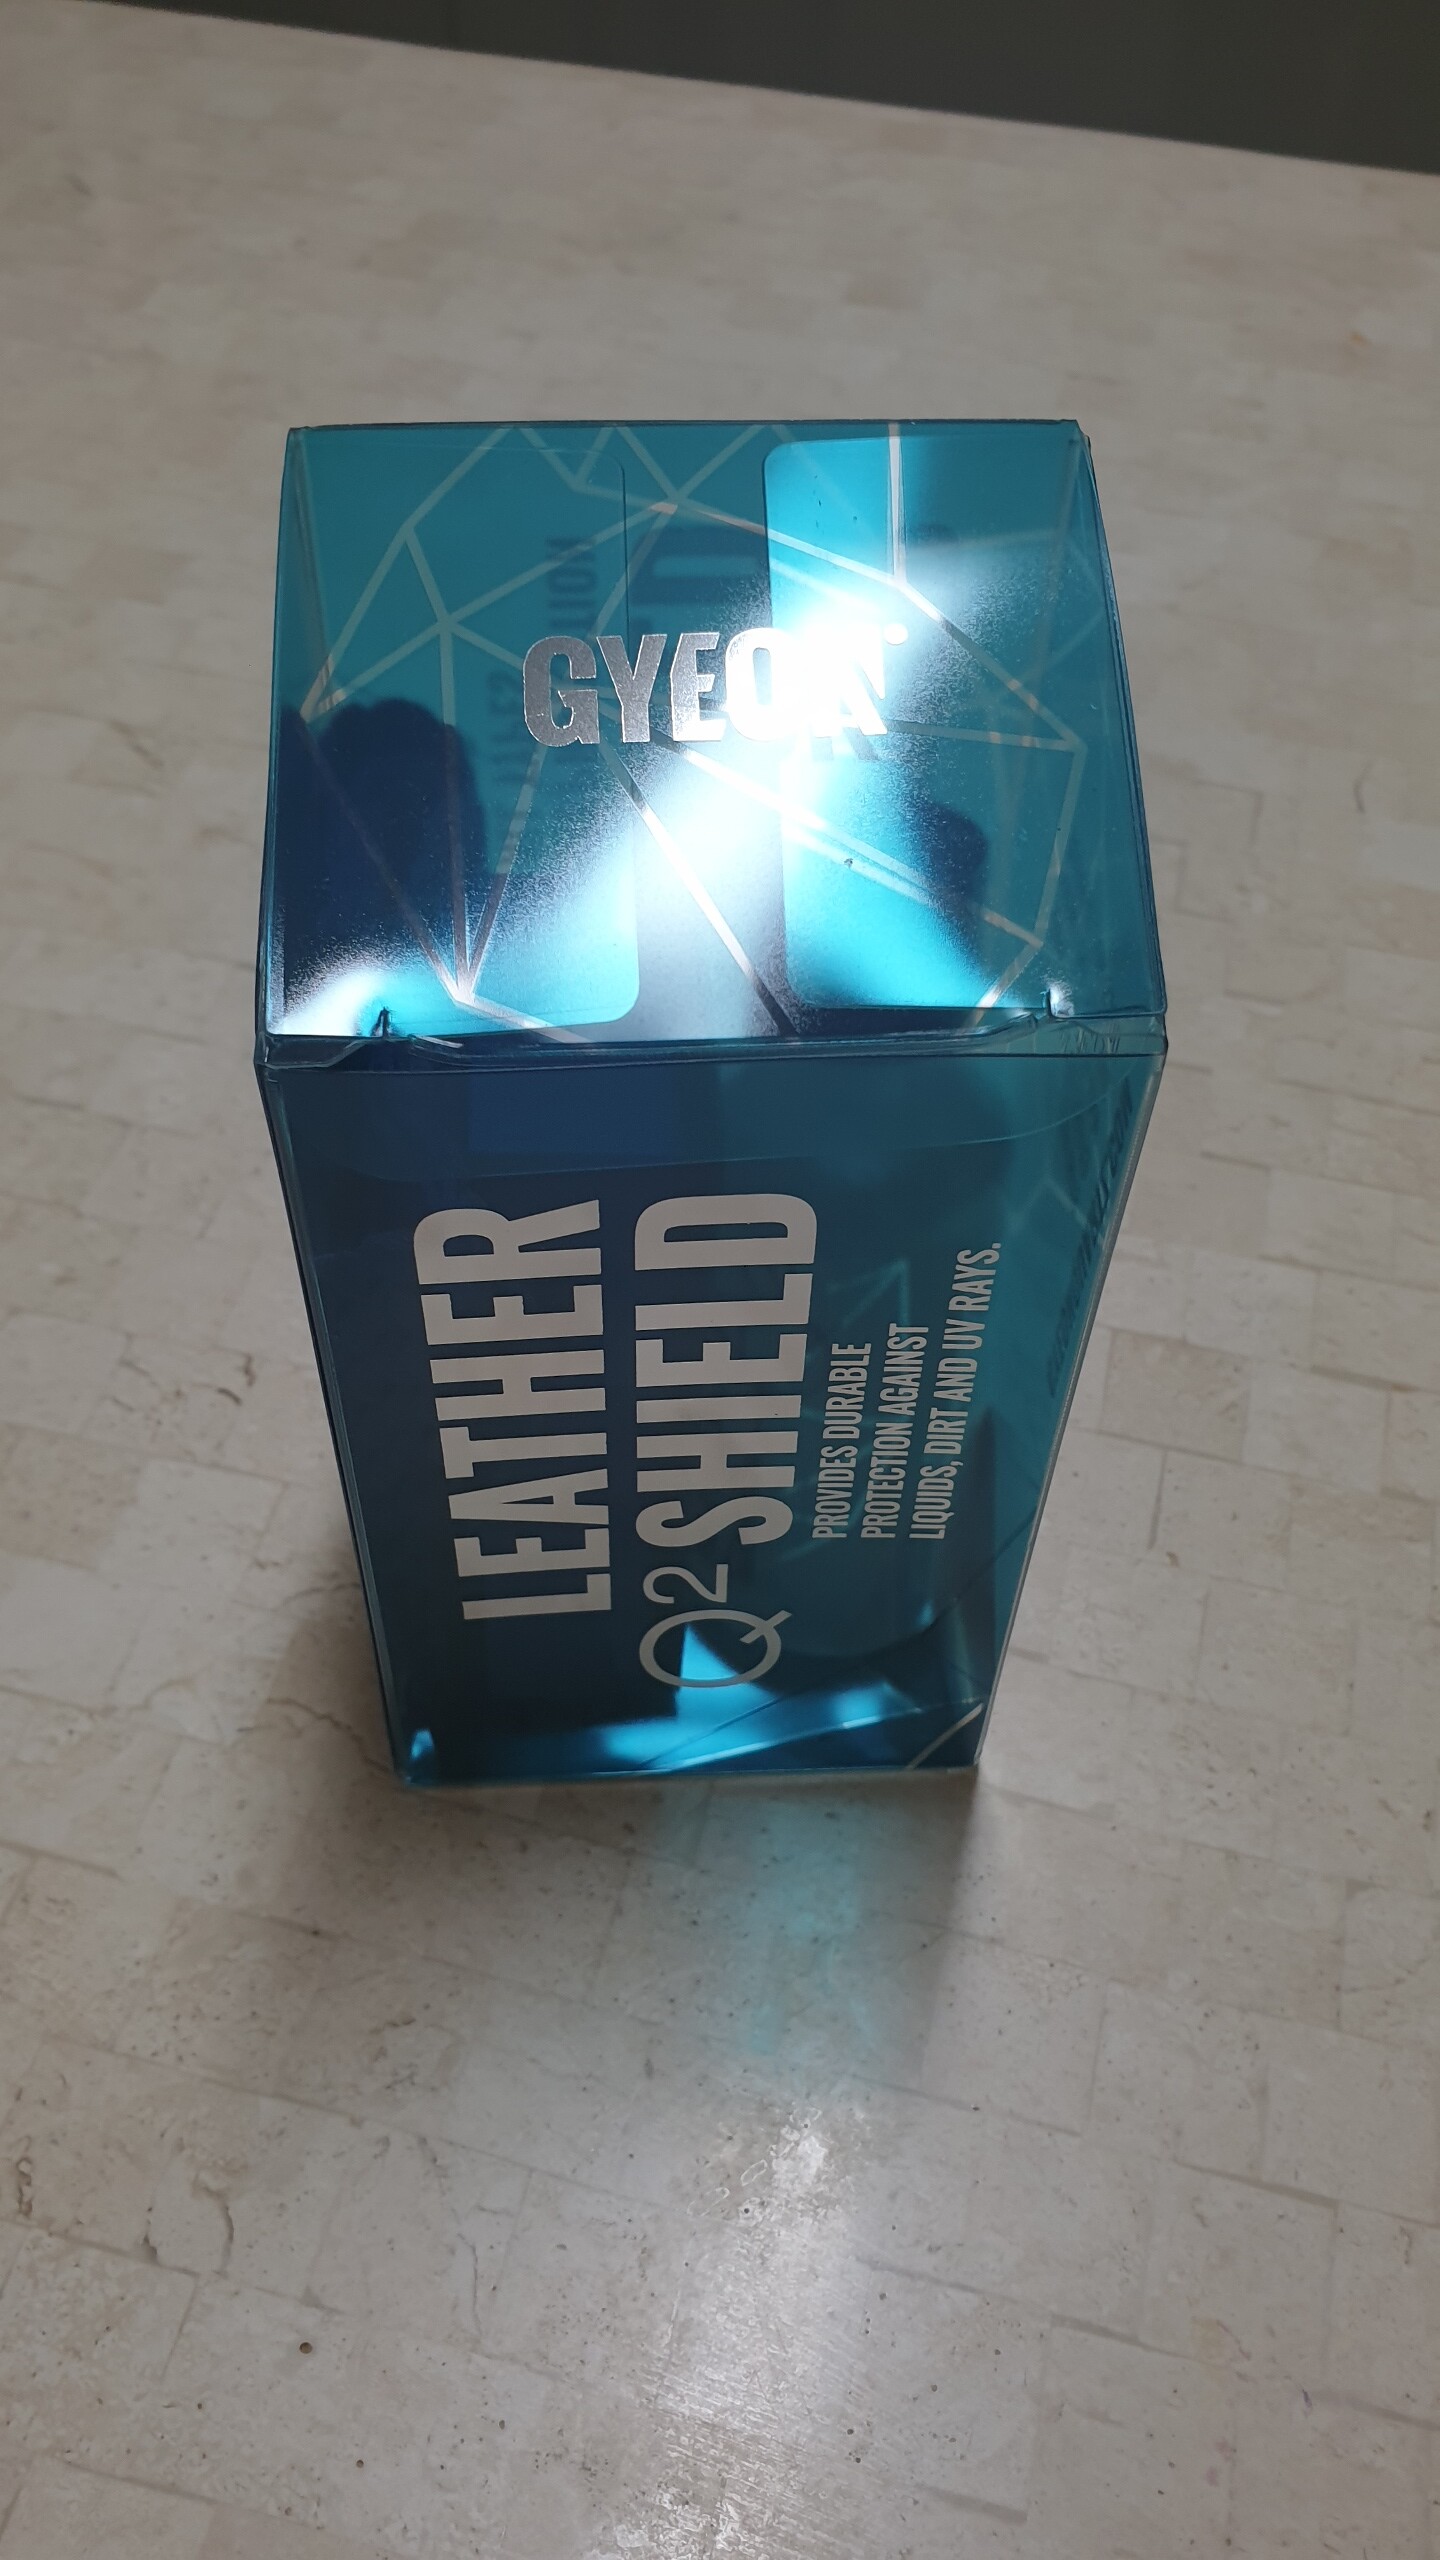 GYEON
LEATHER
Q2 SHIELD
PROVIDES DURABLE
PROTECTION AGAINST
LIQUIDS, DIRT AND UV RAYS.